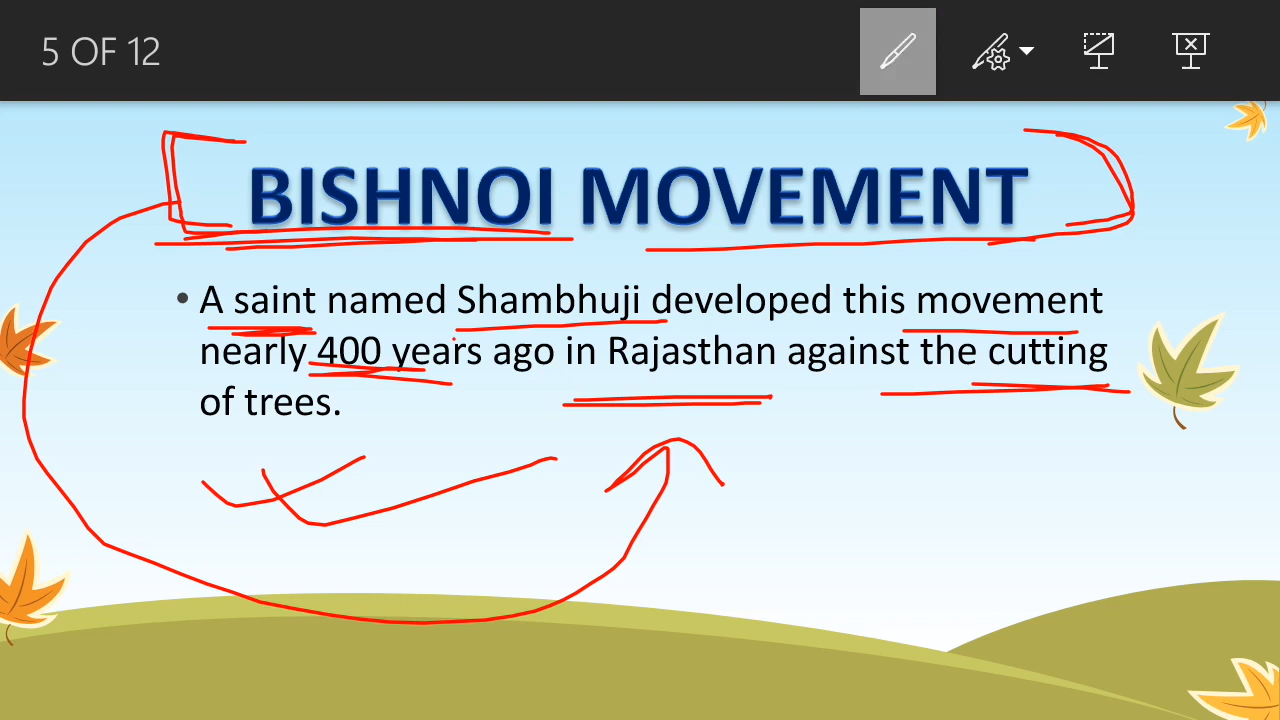 5 OF 12
BISHNOI MOVEMENT
• A saint named Shambhuji developed this movement
nearly 400 years ago in Rajasthan against the cutting
of trees.